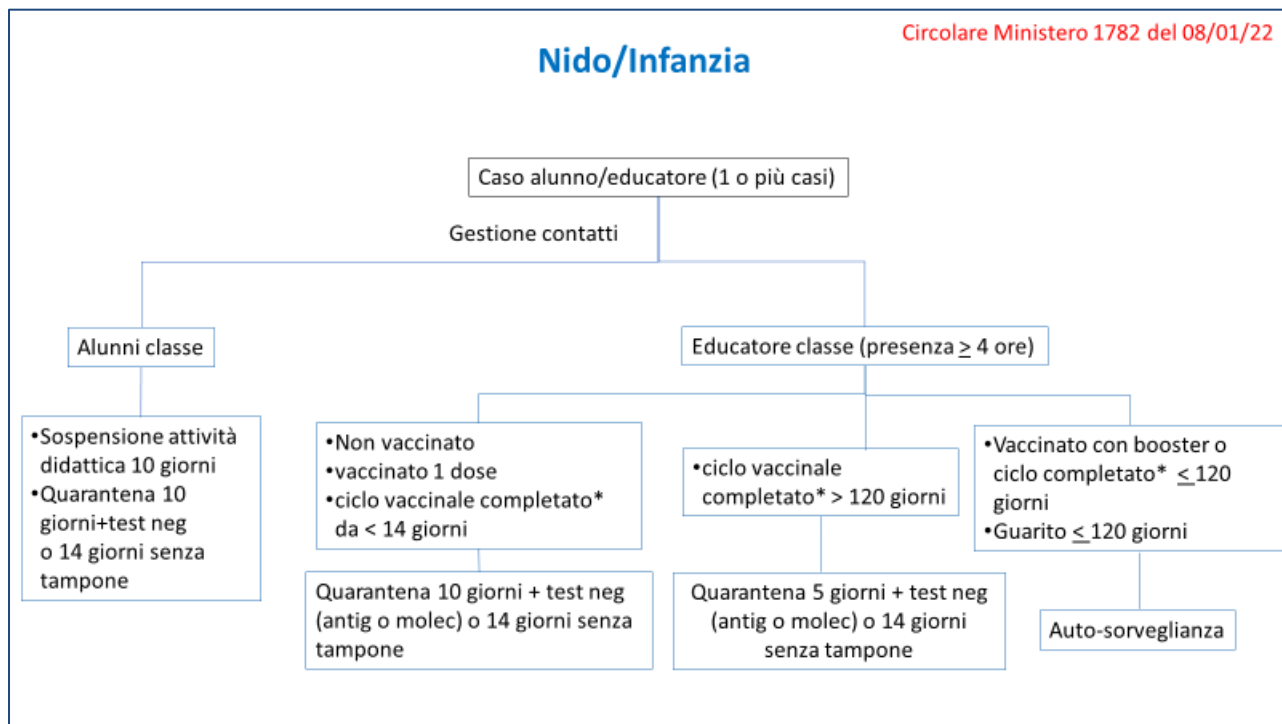 Circolare Ministero 1782 del 08/01/22
Nido/Infanzia
Caso alunno/educatore (1 o più casi)
Gestione contatti
Alunni classe
Educatore classe (presenza ≥ 4 ore)
•Sospensione attività
didattica 10 giorni
•Quarantena 10
giorni+test neg
o 14 giorni senza
tampone
•Non vaccinato
•vaccinato 1 dose
•ciclo vaccinale completato*
da < 14 giorni
•ciclo vaccinale
completato* > 120 giorni
•Vaccinato con booster o
ciclo completato* ≤120
giorni
•Guarito ≤120 giorni
Quarantena 10 giorni + test neg
(antig o molec) o 14 giorni senza
tampone
Quarantena 5 giorni + test neg
(antig o molec) o 14 giorni
senza tampone
Auto-sorveglianza